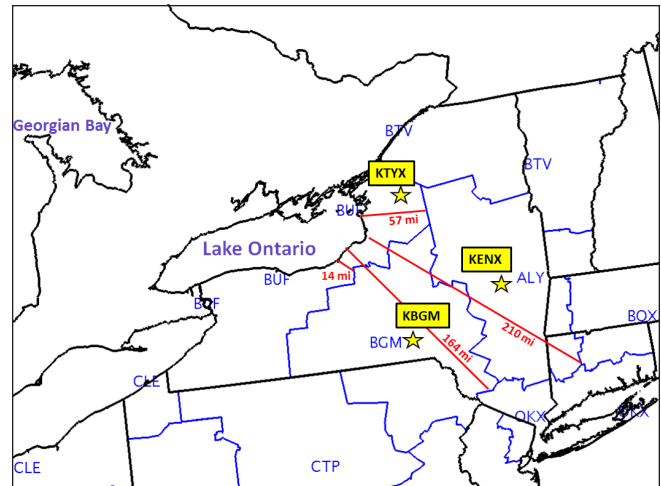 Georgian Bay
BTV
BTV
KTYX
BUF
57 mi
Lake Ontario
KENX
14 mi
BUF
ALY
BUF
KBGM
BOX
210 mi
164 mi
BGM
CLE
OKX
OKX
CLE
CTP